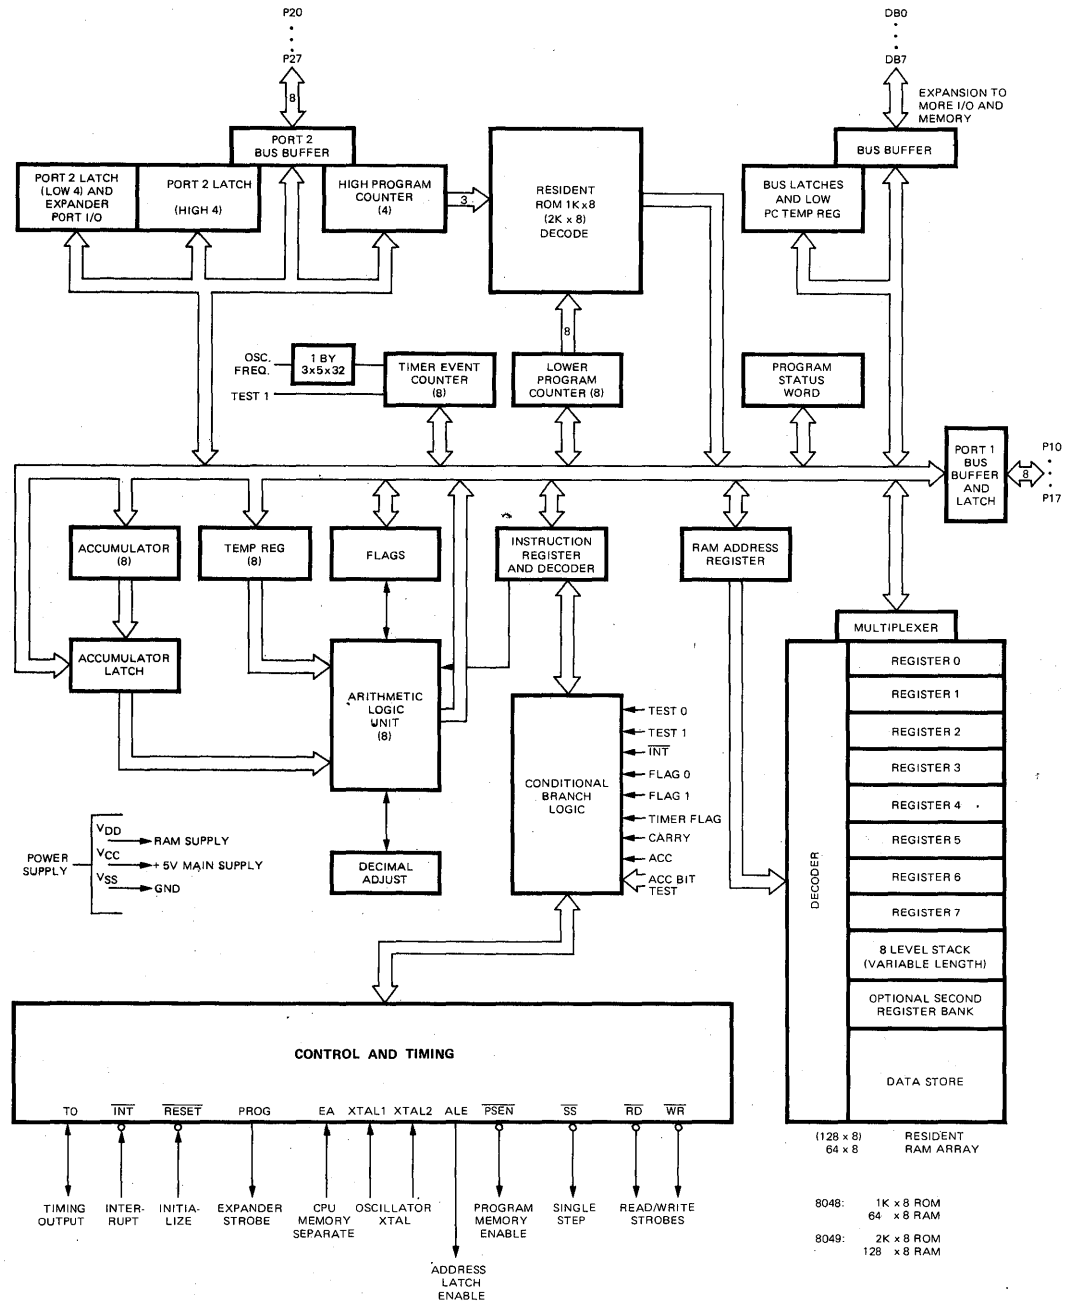 P20
P27
8
DB0
DB7
EXPANSION TO
MORE I/O AND
MEMORY
PORT 2
BUS BUFFER
BUS BUFFER
PORT 2 LATCH
(LOW 4) AND
EXPANDER
PORT I/O
PORT 2 LATCH
(HIGH 4)
HIGH PROGRAM
COUNTER
(4)
3
RESIDENT
ROM 1K x 8
(2K x 8)
DECODE
BUS LATCHES
AND LOW
PC TEMP REG
8
OSC.
FREQ.
1 BY
3x5x32
TEST 1
TIMER EVENT
COUNTER
(8)
LOWER
PROGRAM
COUNTER (8)
PROGRAM
STATUS
WORD
PORT 1
BUS
BUFFER
AND
LATCH
8
P10
P17
ACCUMULATOR
(8)
TEMP REG
(8)
FLAGS
INSTRUCTION
REGISTER
AND DECODER
RAM ADDRESS
REGISTER
MULTIPLEXER
ACCUMULATOR
LATCH
ARITHMETIC
LOGIC
UNIT
(8)
CONDITIONAL
BRANCH
LOGIC
TEST 0
TEST 1
INT
FLAG 0
FLAG 1
TIMER FLAG
CARRY
ACC
ACC BIT
TEST
DECODER
REGISTER 0
REGISTER 1
REGISTER 2
REGISTER 3
REGISTER 4
REGISTER 5
REGISTER 6
REGISTER 7
8 LEVEL STACK
(VARIABLE LENGTH)
OPTIONAL SECOND
REGISTER BANK
DATA STORE
POWER
SUPPLY
VDD
RAM SUPPLY
VCC
+ 5V MAIN SUPPLY
VSS
GND
DECIMAL
ADJUST
CONTROL AND TIMING
TO INT RESET PROG EA XTAL1 XTAL2 ALE PSEN SS RD WR
TIMING
OUTPUT
INTER-
RUPT
INITIA-
LIZE
EXPANDER
STROBE
CPU
MEMORY
SEPARATE
OSCILLATOR
XTAL
ADDRESS
LATCH
ENABLE
PROGRAM
MEMORY
ENABLE
SINGLE
STEP
READ/WRITE
STROBES
(128 x 8) RESIDENT
64 x 8 RAM ARRAY
8048: 1K x 8 ROM
64 x 8 RAM
8049: 2K x 8 ROM
128 x 8 RAM